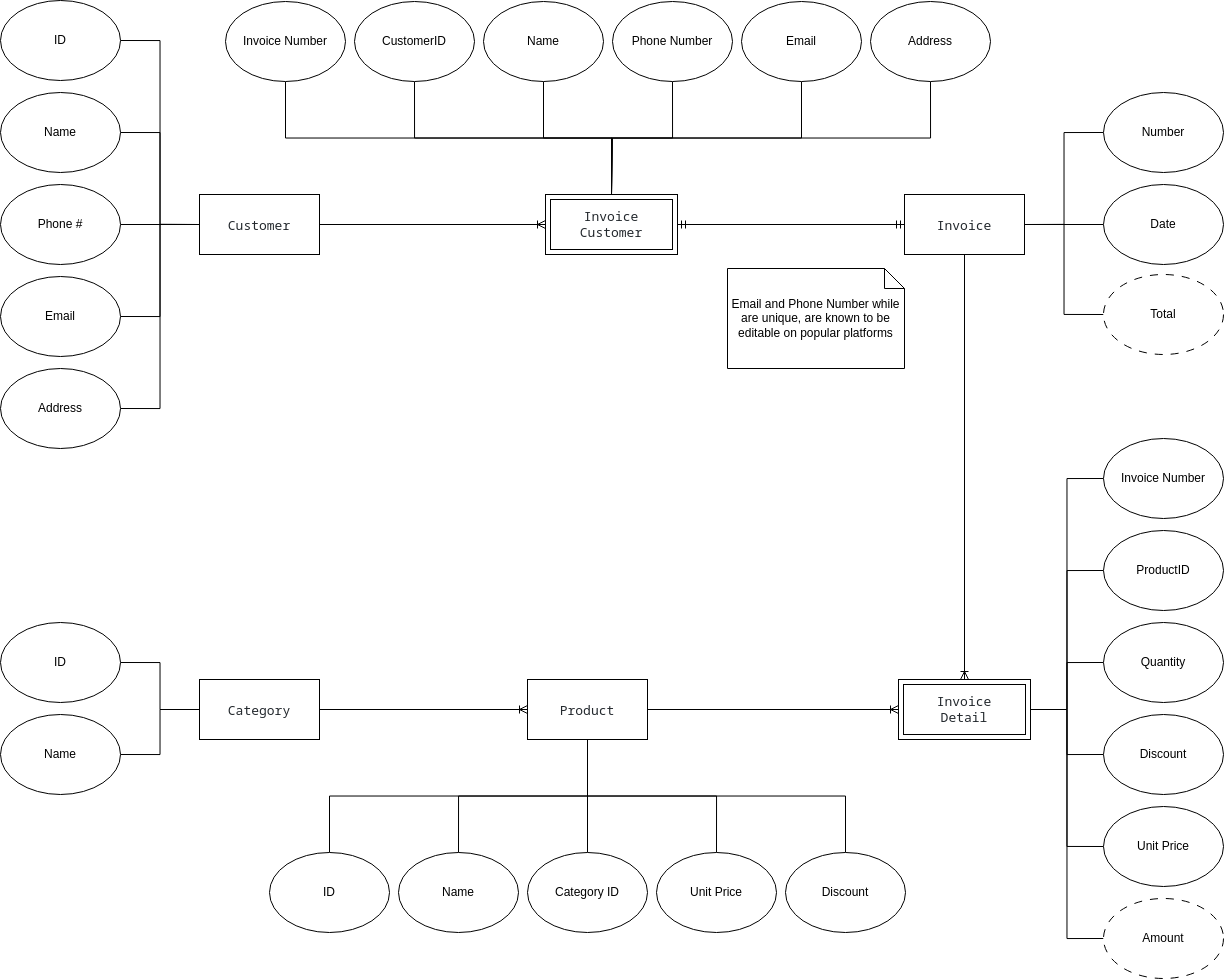 ID
Invoice Number
CustomerID
Name
Phone Number
Email
Address
Name
Number
Phone #
Customer
Invoice
Customer
Invoice
Date
Email
Email and Phone Number while
are unique, are known to be
editable on popular platforms
Total
Address
Invoice Number
ProductID
ID
Quantity
Category
Product
Invoice
Detail
Name
Discount
Unit Price
ID
Name
Category ID
Unit Price
Discount
Amount